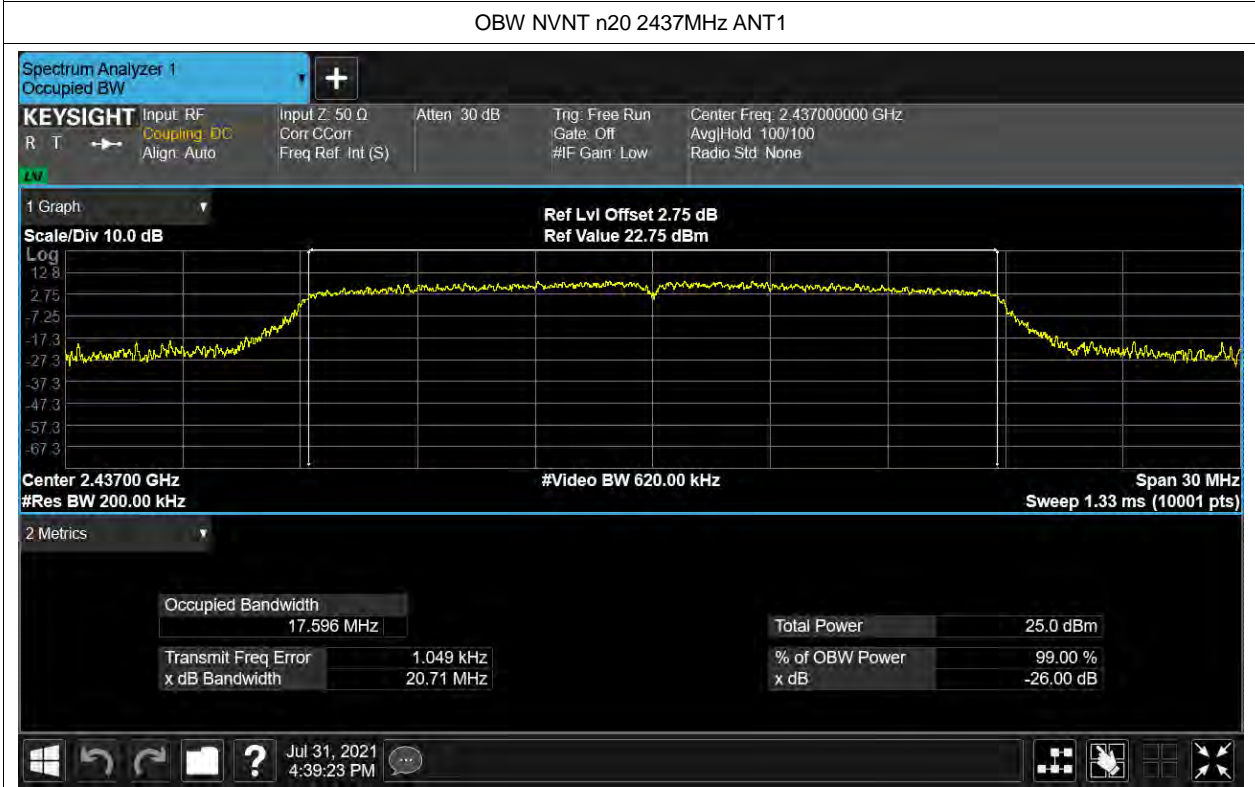 OBW NVNT n20 2437MHz ANT1
Spectrum Analyzer 1
Occupied BW
+
KEYSIGHT
R T
Input: RF
Coupling: DC
Align: Auto
Input Z: 50 Ω
Corr CCorr
Freq Ref: Int (S)
Atten: 30 dB
Trig: Free Run
Gate: Off
#IF Gain: Low
Center Freq: 2.437000000 GHz
Avg|Hold: 100/100
Radio Std: None
1 Graph
Scale/Div 10.0 dB
Ref Lvl Offset 2.75 dB
Ref Value 22.75 dBm
Log
12.8
2.75
-7.25
-17.3
-27.3
-37.3
-47.3
-57.3
-67.3
Center 2.43700 GHz
#Res BW 200.00 kHz
#Video BW 620.00 kHz
Span 30 MHz
Sweep 1.33 ms (10001 pts)
2 Metrics
Occupied Bandwidth
17.596 MHz
Transmit Freq Error 1.049 kHz
x dB Bandwidth 20.71 MHz
Total Power 25.0 dBm
% of OBW Power 99.00 %
x dB -26.00 dB
?
Jul 31, 2021
4:39:23 PM